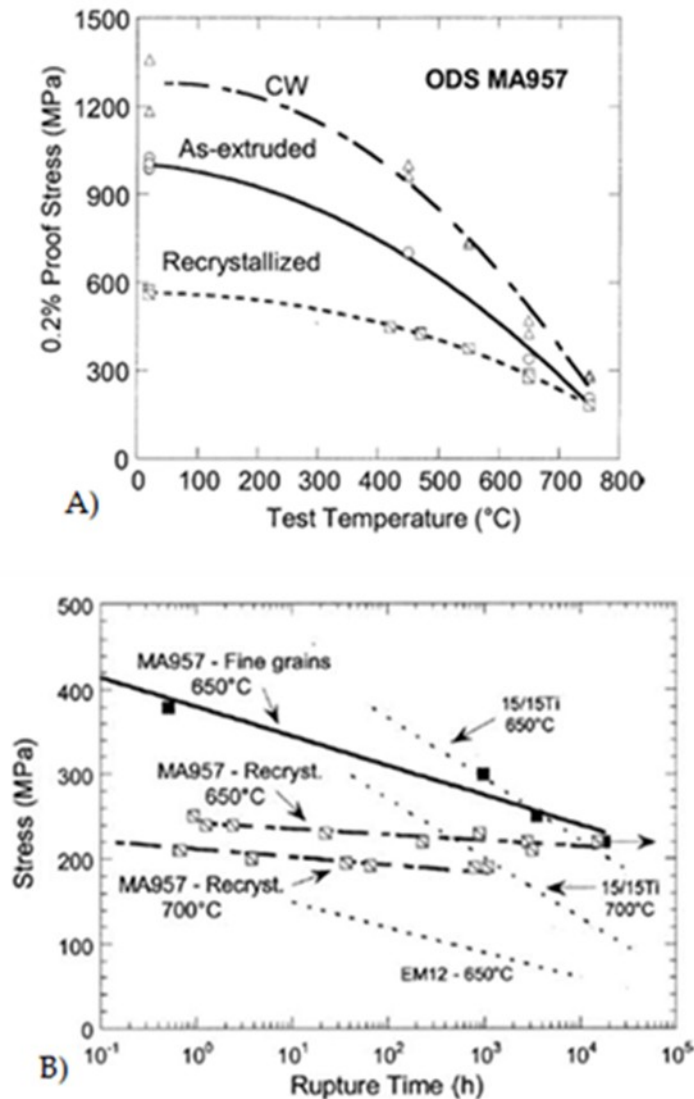 1500
1200
900
600
300
0
0.2% Proof Stress (MPa)
ODS MA957
CW
As-extruded
Recrystallized
0 100 200 300 400 500 600 700 800
Test Temperature (°C)
A)
500
400
300
200
100
0
Stress (MPa)
MA957 - Fine grains
650°C
15/15Ti
650°C
MA957 - Recryst.
650°C
MA957 - Recryst.
700°C
15/15Ti
700°C
EM12 - 650°C
10-1 100 101 102 103 104 105
Rupture Time (h)
B)